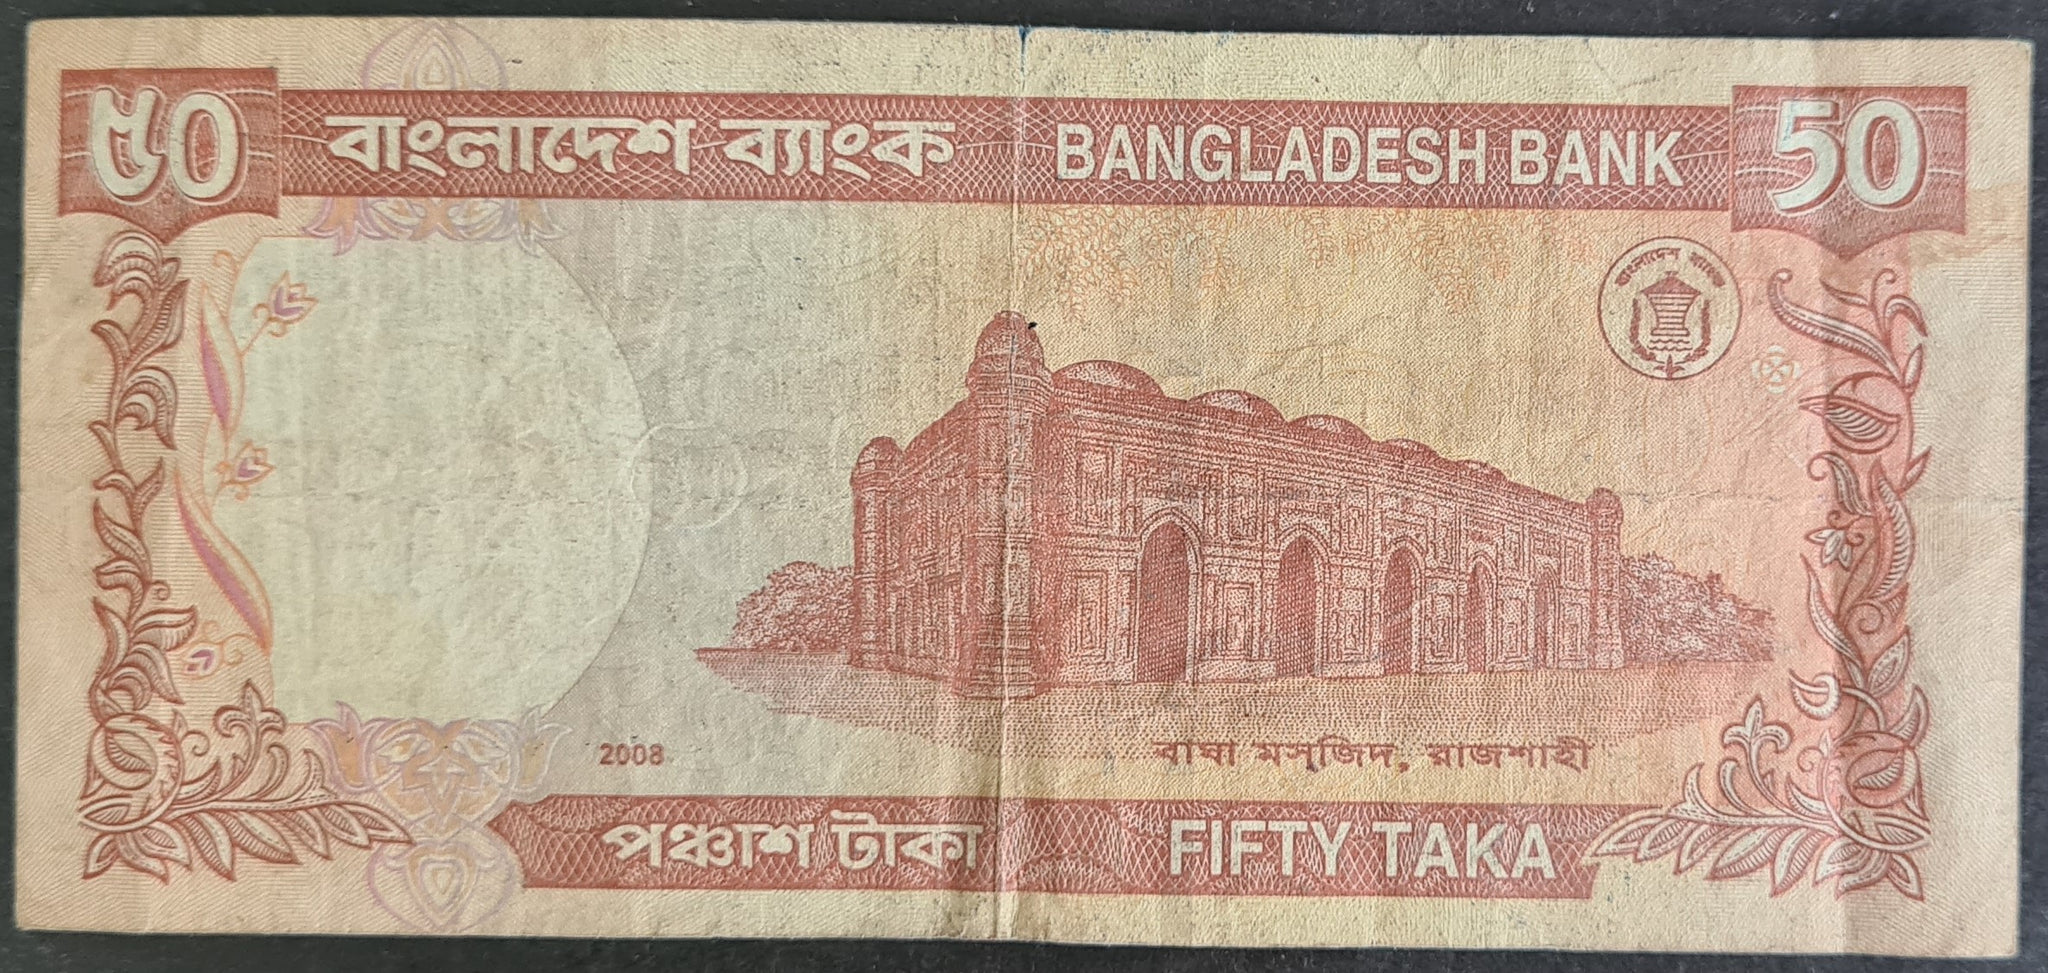 ৫০ বাংলাদেশ ব্যাংক BANGLADESH BANK 50
বাংলাদেশ ব্যাংক
2008
বাঘা মসজিদ, রাজশাহী
পঞ্চাশ টাকা FIFTY TAKA